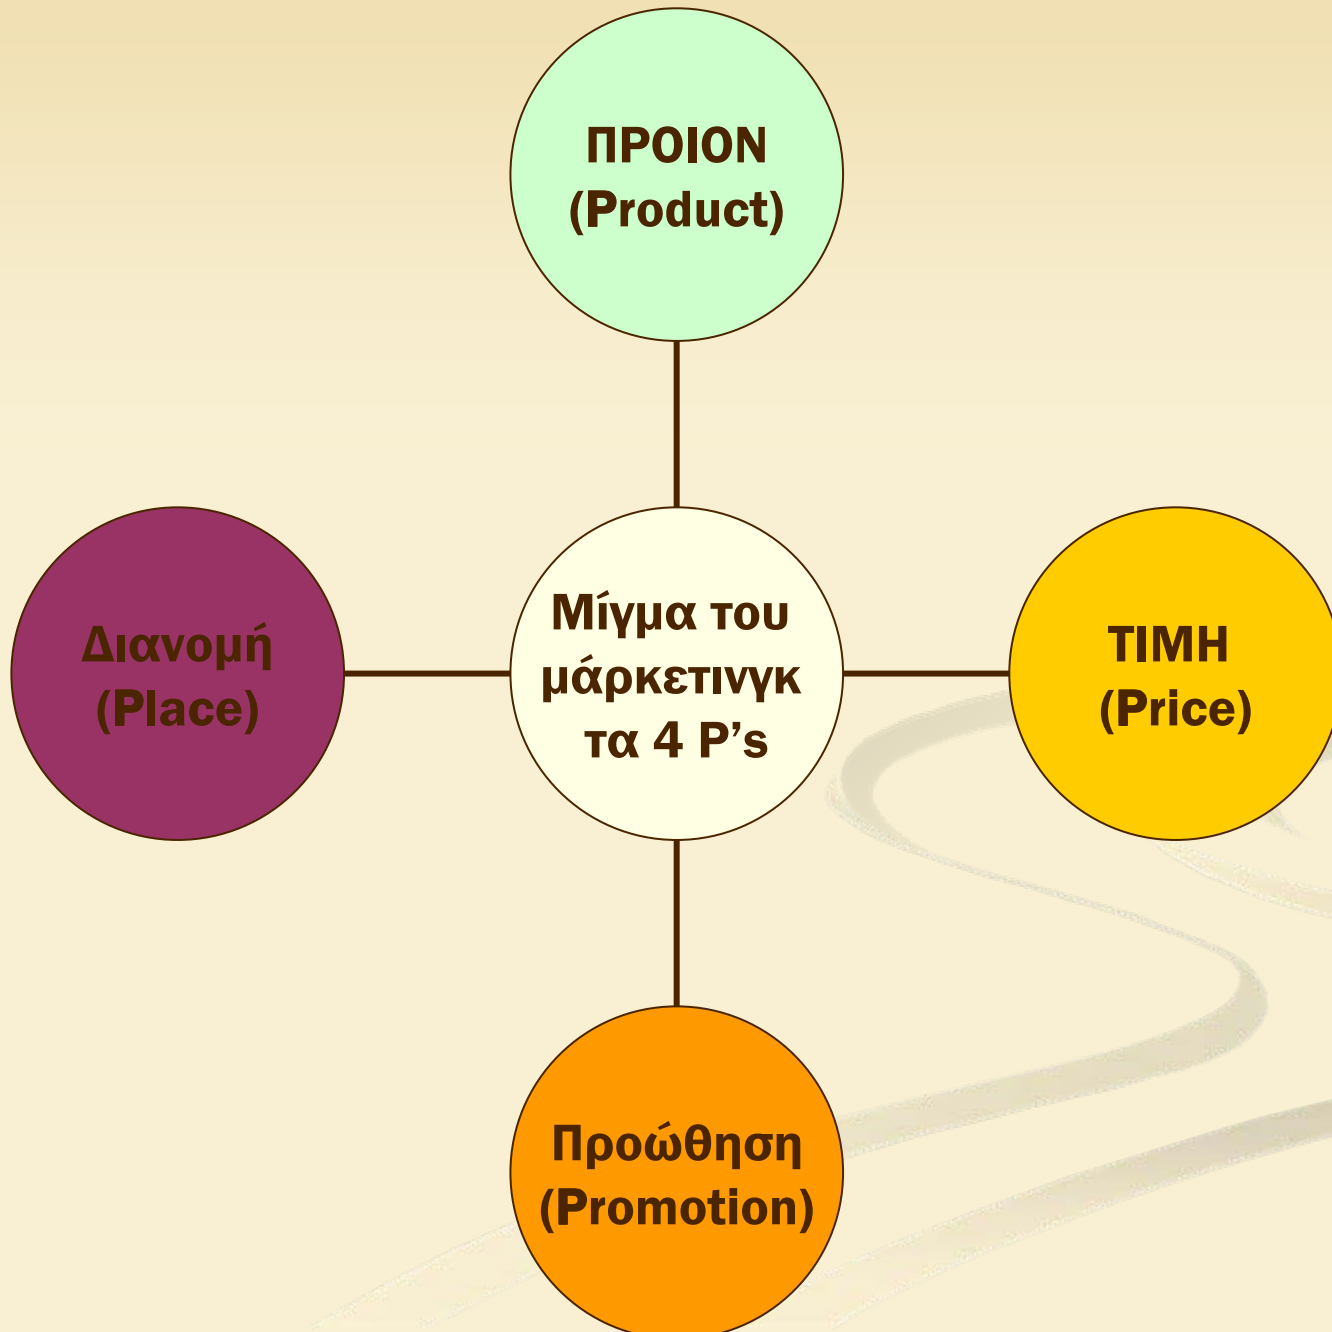 ΠΡΟΙΟΝ
(Product)
Διανομή
(Place)
Μίγμα του
μάρκετινγκ
τα 4 P’s
ΤΙΜΗ
(Price)
Προώθηση
(Promotion)